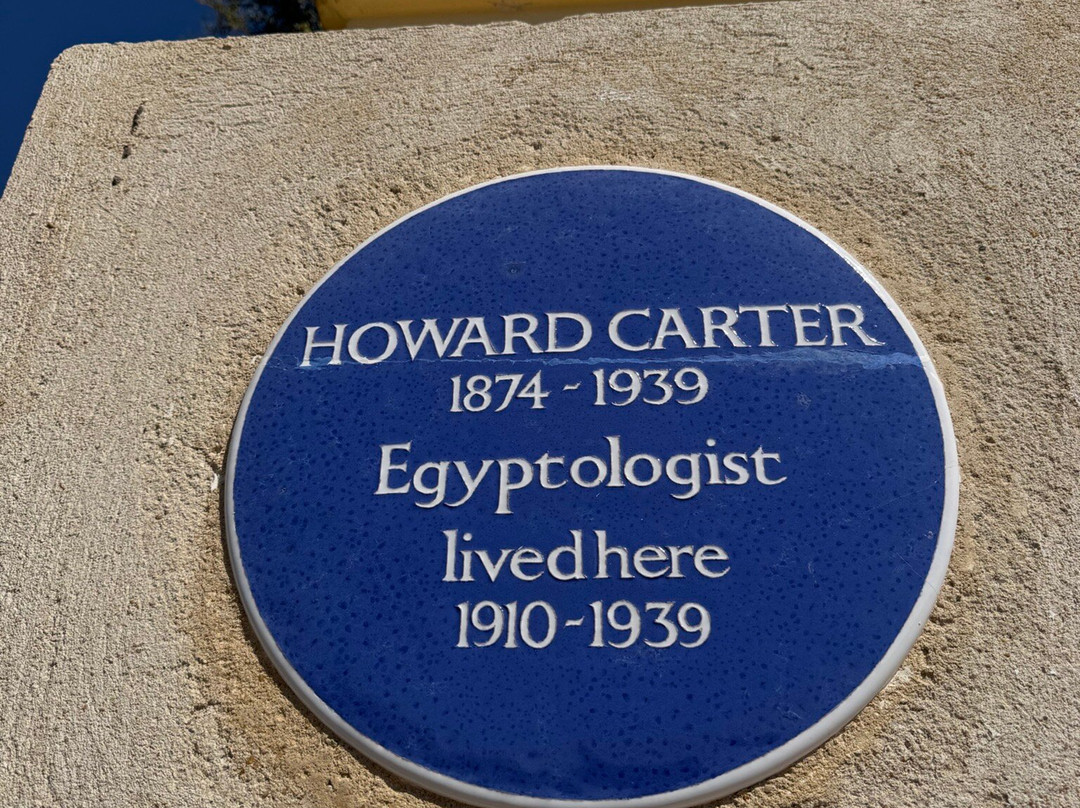 HOWARD CARTER
1874 - 1939
Egyptologist
lived here
1910 - 1939